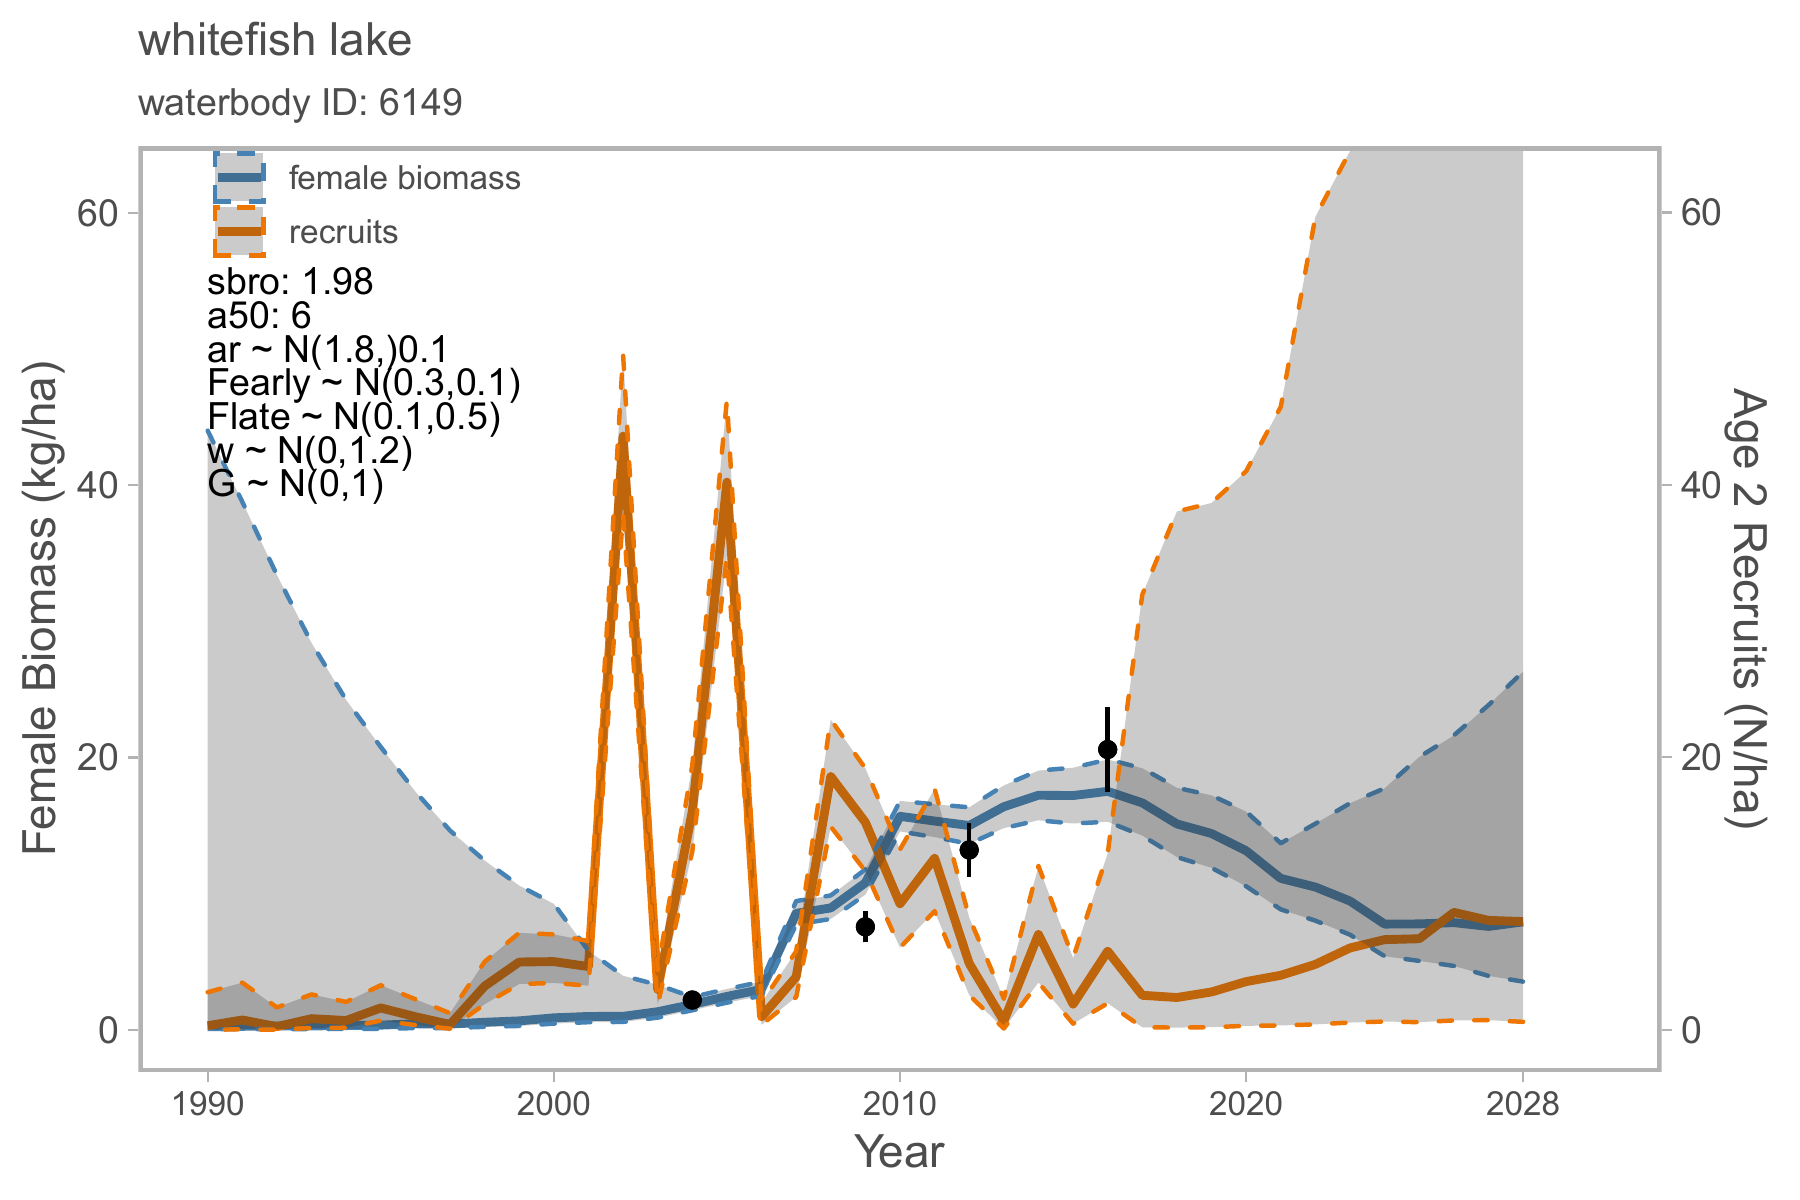 whitefish lake
waterbody ID: 6149
female biomass
recruits
sbro: 1.98
a50: 6
ar ~ N(1.8,)0.1
Fearly ~ N(0.3,0.1)
Flate ~ N(0.1,0.5)
w ~ N(0,1.2)
G ~ N(0,1)
Female Biomass (kg/ha)
60
40
20
0
Age 2 Recruits (N/ha)
60
40
20
0
1990
2000
2010
2020
2028
Year